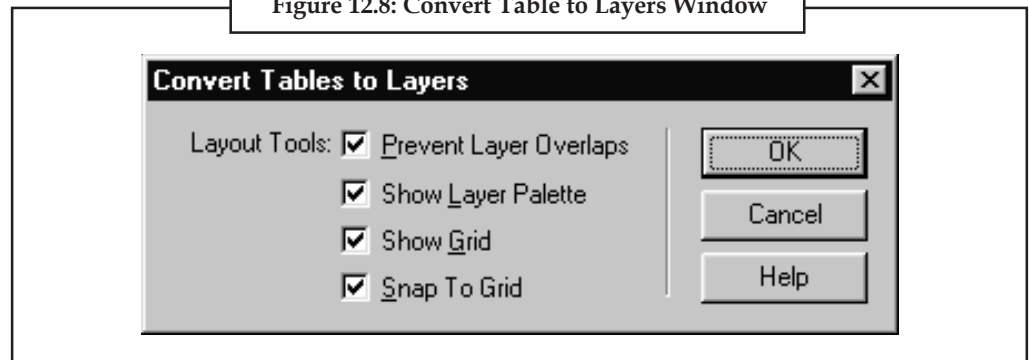 Figure 12.8: Convert Table to Layers Window
Convert Tables to Layers
Layout Tools: Prevent Layer Overlaps
Show Layer Palette
Show Grid
Snap To Grid
OK
Cancel
Help